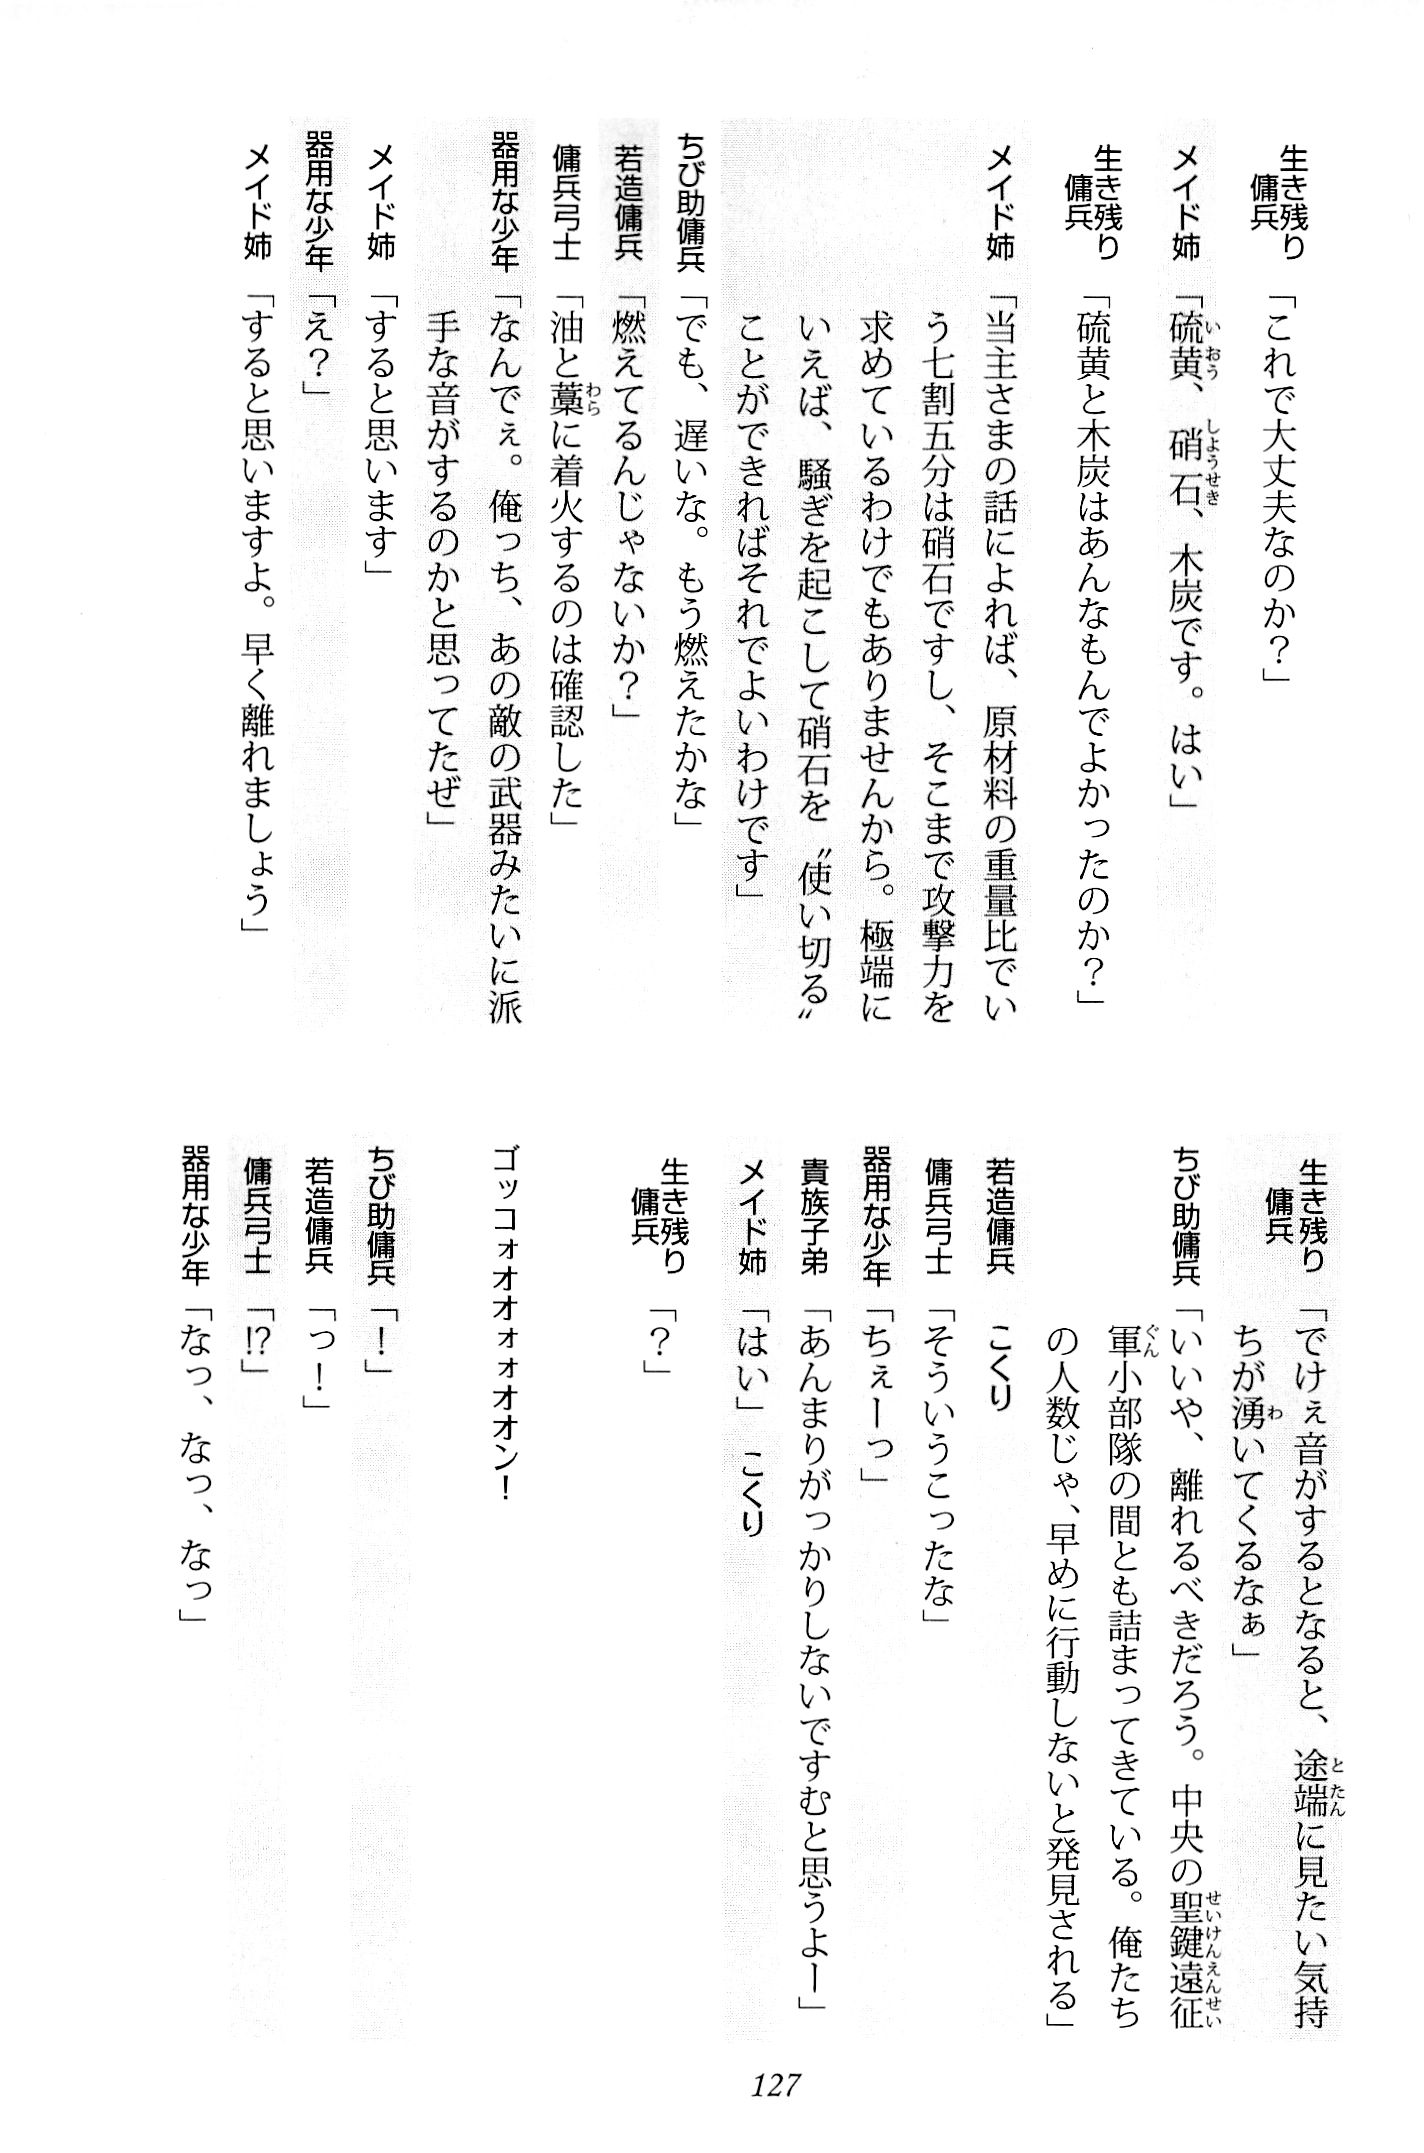 生き残り傭兵「これで大丈夫なのか？」
メイド姉「硫黄、硝石、木炭です。はい」
生き残り傭兵「硫黄と木炭はあんなもんでよかったのか？」
メイド姉「当主さまの話によれば、原材料の重量比でい
う七割五分は硝石ですし、そこまで攻撃力を
求めているわけでもありませんから。極端に
いえば、騒ぎを起こして硝石を〝使い切る〟
ことができればそれでよいわけです」
ちび助傭兵「でも、遅いな。もう燃えたかな」
若造傭兵「燃えてるんじゃないか？」
傭兵弓士「油と藁に着火するのは確認した」
器用な少年「なんでぇ。俺っち、あの敵の武器みたいに派
手な音がするのかと思ってたぜ」
メイド姉「すると思います」
器用な少年「え？」
メイド姉「すると思いますよ。早く離れましょう」
生き残り傭兵「でけぇ音がするとなると、途端に見たい気持
ちが湧いてくるなぁ」
ちび助傭兵「いいや、離れるべきだろう。中央の聖鍵遠征
軍小部隊の間とも詰まってきている。俺たち
の人数じゃ、早めに行動しないと発見される」
若造傭兵　こくり
傭兵弓士「そういうこったな」
器用な少年「ちぇーっ」
貴族子弟「あんまりがっかりしないですむと思うよー」
メイド姉「はい」　こくり
生き残り傭兵「？」
ゴッコォオオォォオオン！
ちび助傭兵「！」
若造傭兵「っ！」
傭兵弓士「!?」
器用な少年「なっ、なっ、なっ」
127